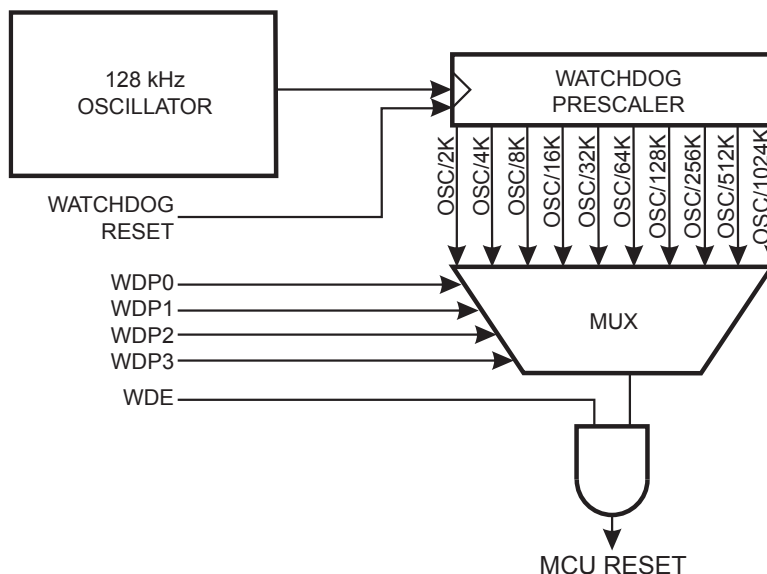 128 kHz
OSCILLATOR
WATCHDOG
PRESCALER
OSC/2K
OSC/4K
OSC/8K
OSC/16K
OSC/32K
OSC/64K
OSC/128K
OSC/256K
OSC/512K
OSC/1024K
WATCHDOG
RESET
WDP0
WDP1
WDP2
WDP3
WDE
MUX
MCU RESET